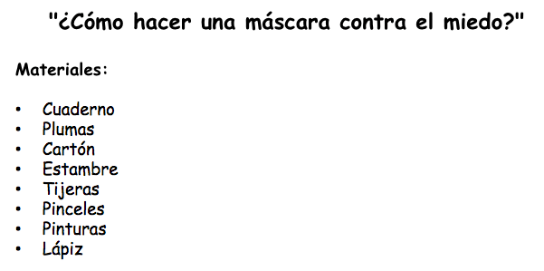 "¿Cómo hacer una máscara contra el miedo?"
Materiales:
• Cuaderno
• Plumas
• Cartón
• Estambre
• Tijeras
• Pinceles
• Pinturas
• Lápiz